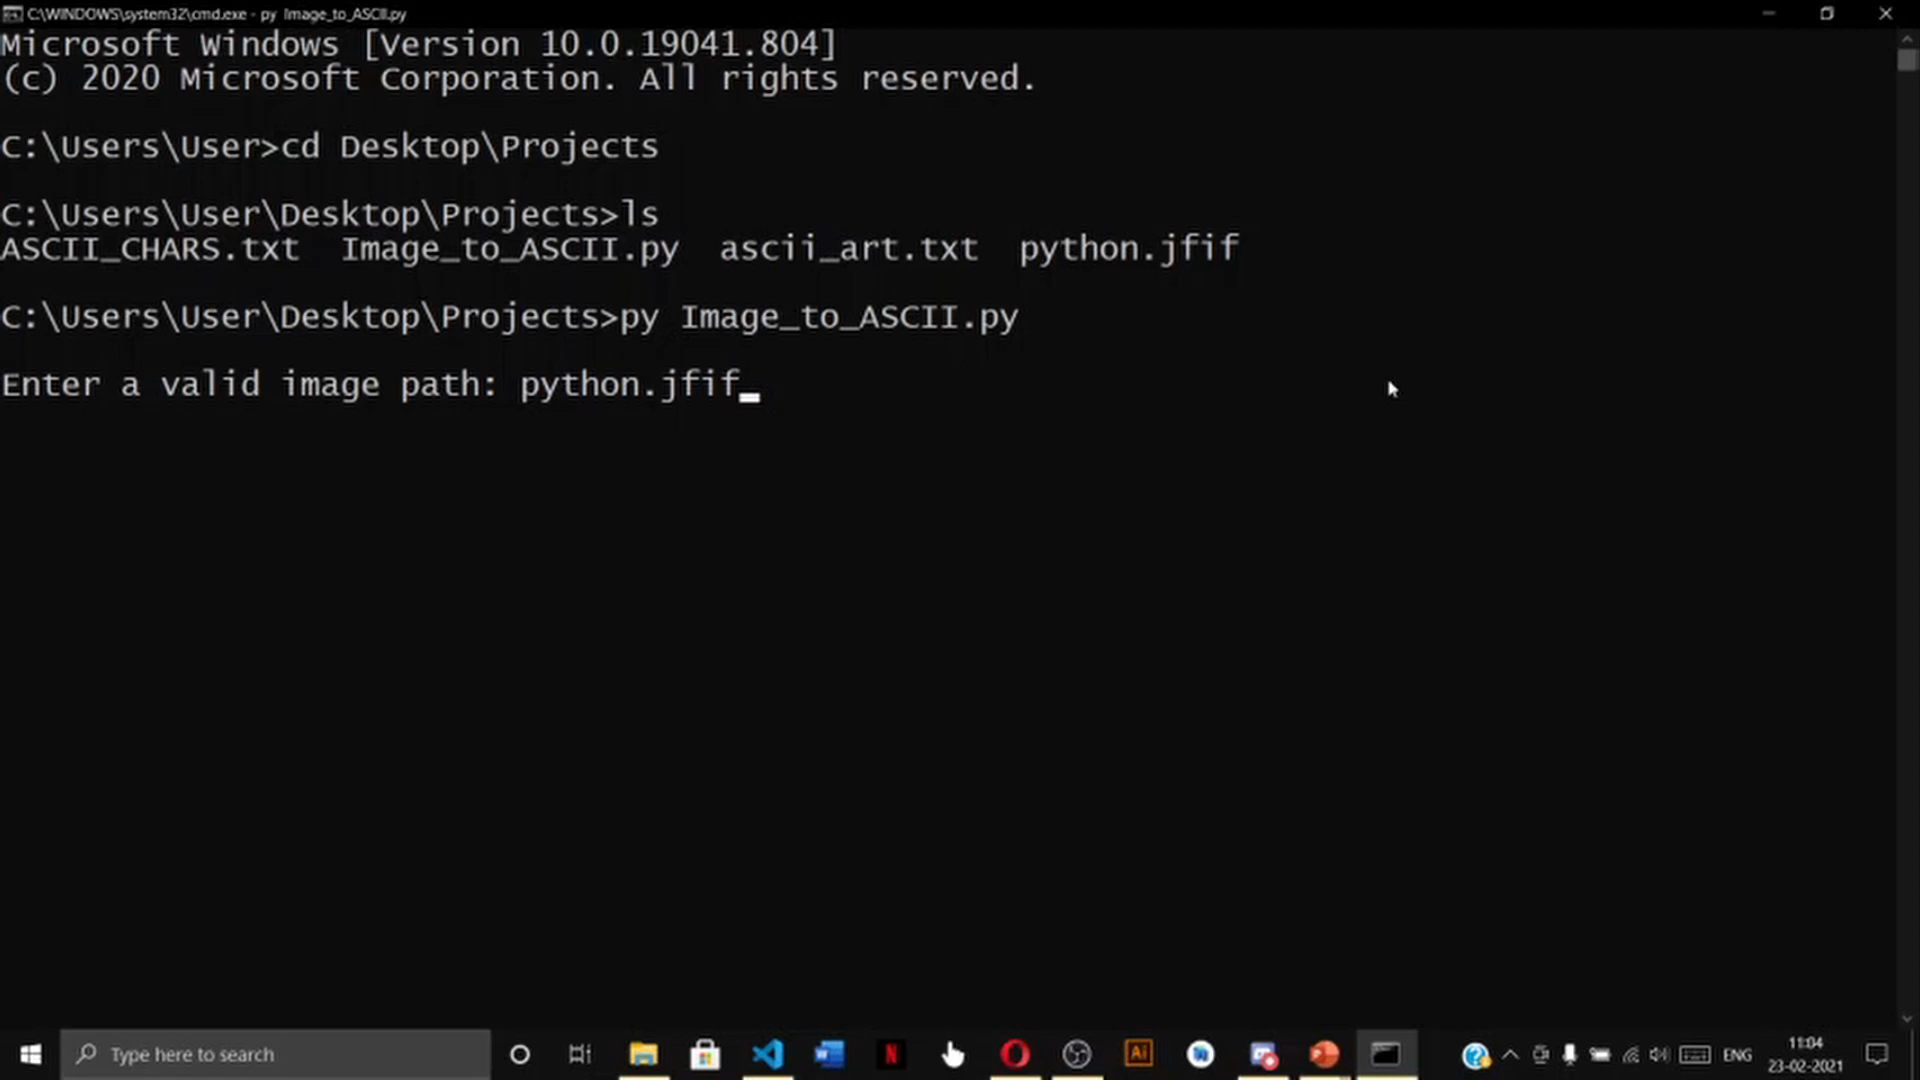 C:\WINDOWS\system32\cmd.exe - py  Image_to_ASCII.py
Microsoft Windows [Version 10.0.19041.804]
(c) 2020 Microsoft Corporation. All rights reserved.
C:\Users\User>cd Desktop\Projects
C:\Users\User\Desktop\Projects>ls
ASCII_CHARS.txt  Image_to_ASCII.py  ascii_art.txt  python.jfif
C:\Users\User\Desktop\Projects>py Image_to_ASCII.py
Enter a valid image path: python.jfif
Type here to search
N
Ai
ENG
11:04
23-02-2021